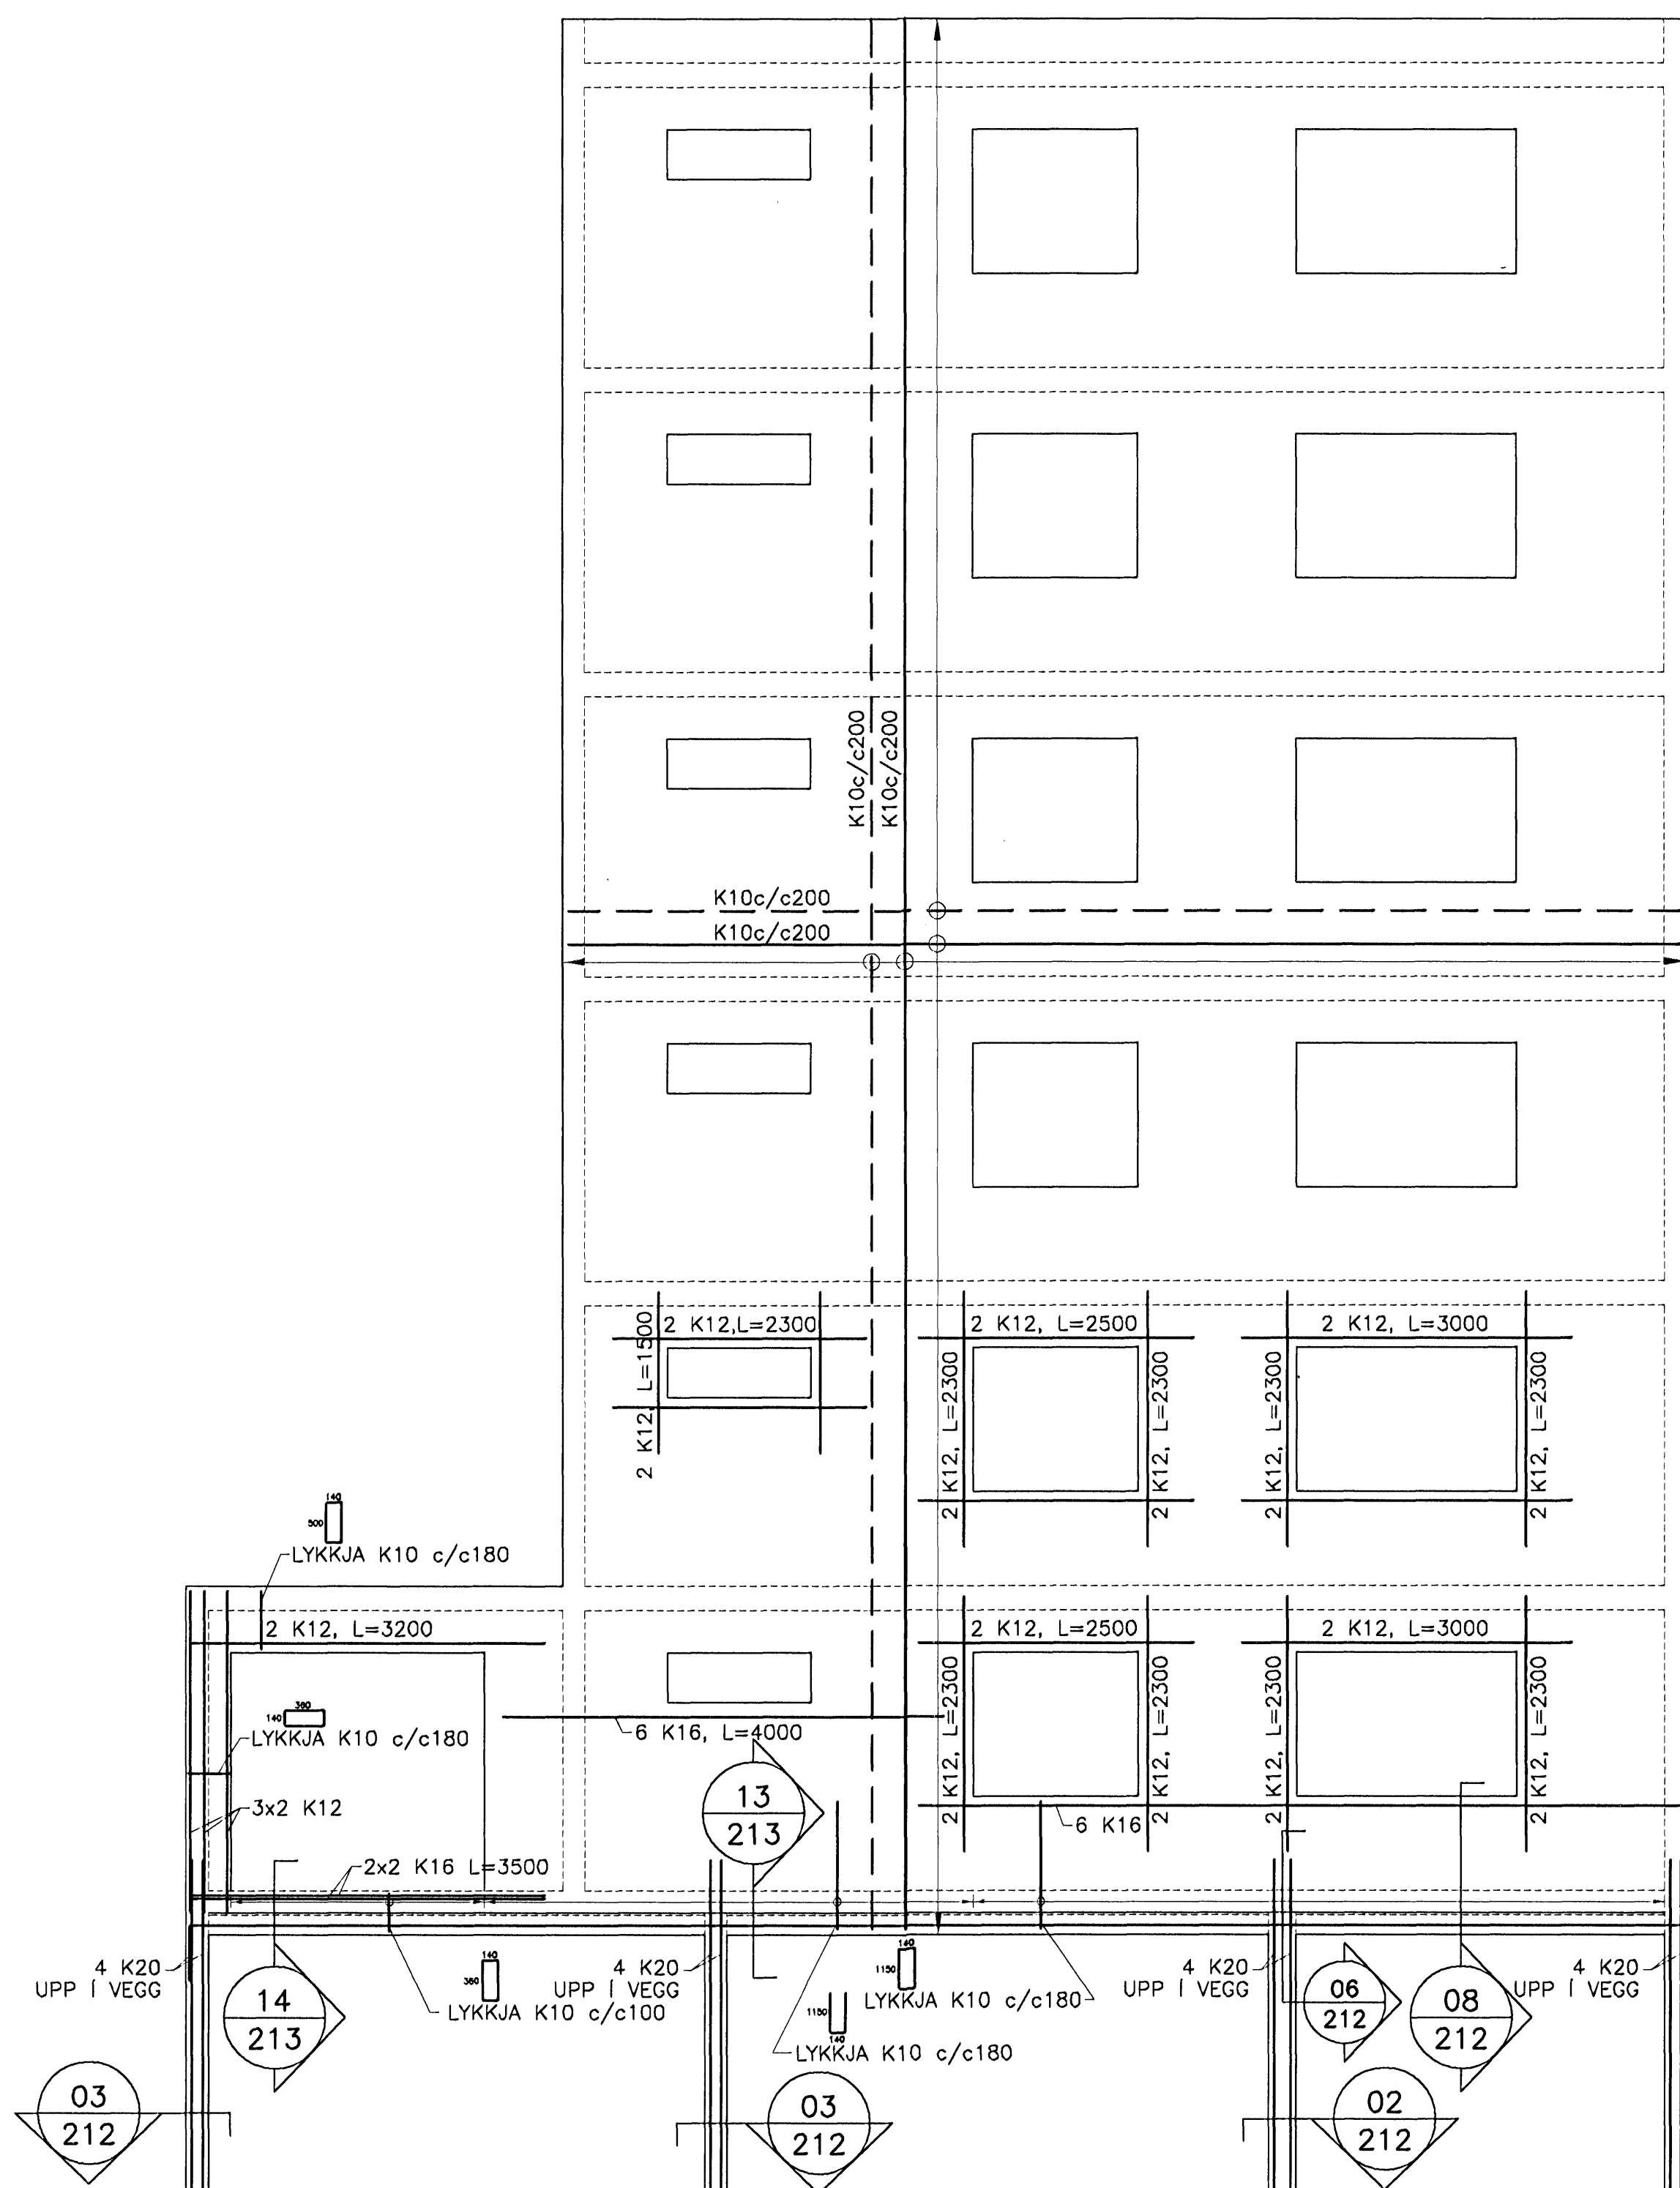 K10c/c200
K10c/c200
K10c/c200
K10c/c200
2 K12,L=2300
2 K12, L=1500
2 K12, L=2500
2 K12, L=2300
2 K12, L=2300
2 K12, L=3000
2 K12, L=2300
2 K12, L=2300
140
500
LYKKJA K10 c/c180
2 K12, L=3200
2 K12, L=2500
2 K12, L=3000
2 K12, L=2300
2 K12, L=2300
2 K12, L=2300
2 K12, L=2300
360
140
LYKKJA K10 c/c180
6 K16, L=4000
3x2 K12
13
213
6 K16
2x2 K16 L=3500
4 K20
UPP Í VEGG
14
213
140
360
LYKKJA K10 c/c100
4 K20
UPP Í VEGG
140
1150
LYKKJA K10 c/c180
1150
140
LYKKJA K10 c/c180
4 K20
UPP Í VEGG
06
212
08
212
4 K20
UPP Í VEGG
03
212
03
212
02
212